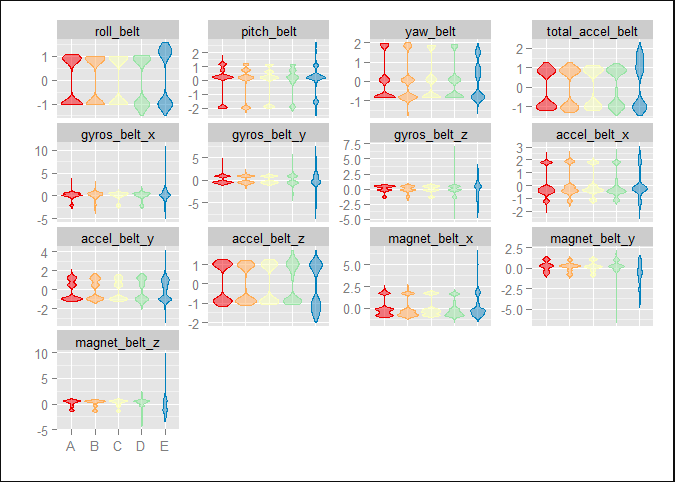 roll_belt pitch_belt yaw_belt total_accel_belt
1 0 -1
2 1 0 -1 -2
2 1 0 -1
2 1 0 -1
gyros_belt_x gyros_belt_y gyros_belt_z accel_belt_x
10 5 0 -5
5 0 -5
7.5 5.0 2.5 0.0 -2.5 -5.0
3 2 1 0 -1 -2
accel_belt_y accel_belt_z magnet_belt_x magnet_belt_y
4 2 0 -2
1 0 -1 -2
5.0 2.5 0.0
2.5 0.0 -2.5 -5.0
magnet_belt_z
10 5 0 -5
A B C D E